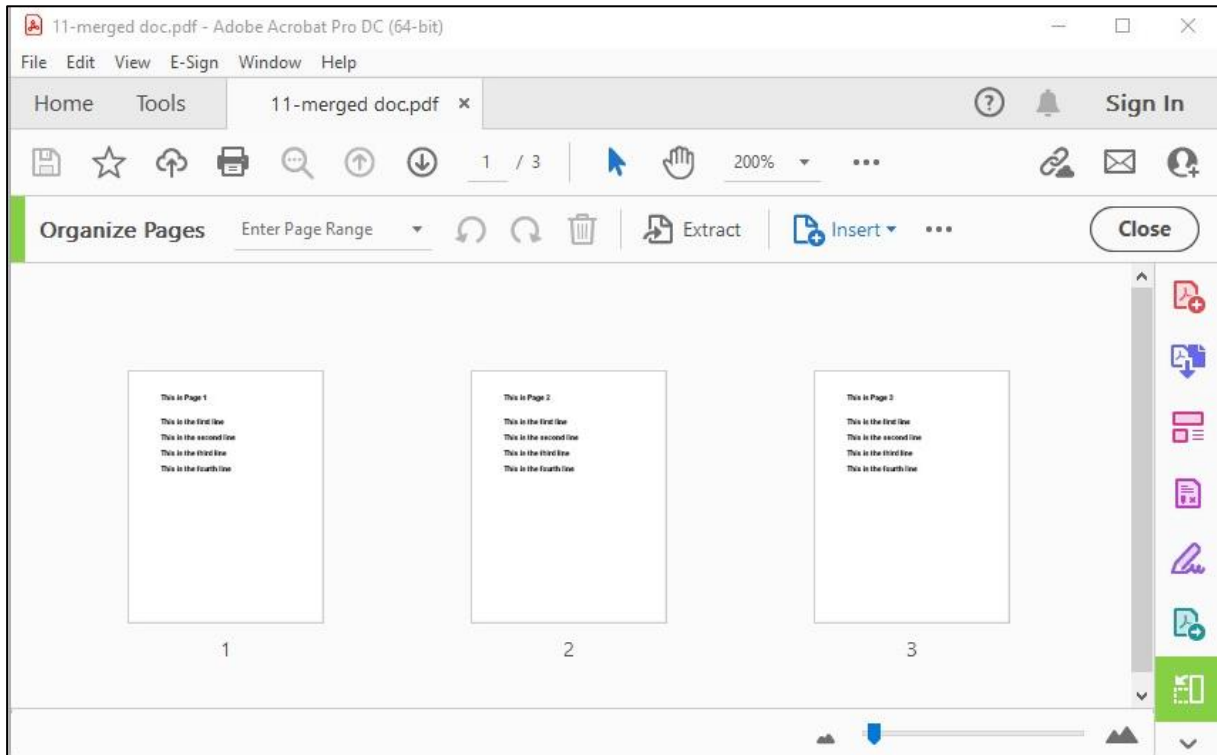 11-merged doc.pdf - Adobe Acrobat Pro DC (64-bit)
File Edit View E-Sign Window Help
Home Tools 11-merged doc.pdf × Sign In
1 / 3 200%
Organize Pages Enter Page Range Extract Insert Close
This is Page 1
This is the first line
This is the second line
This is the third line
This is the fourth line
1
This is Page 2
This is the first line
This is the second line
This is the third line
This is the fourth line
2
This is Page 3
This is the first line
This is the second line
This is the third line
This is the fourth line
3